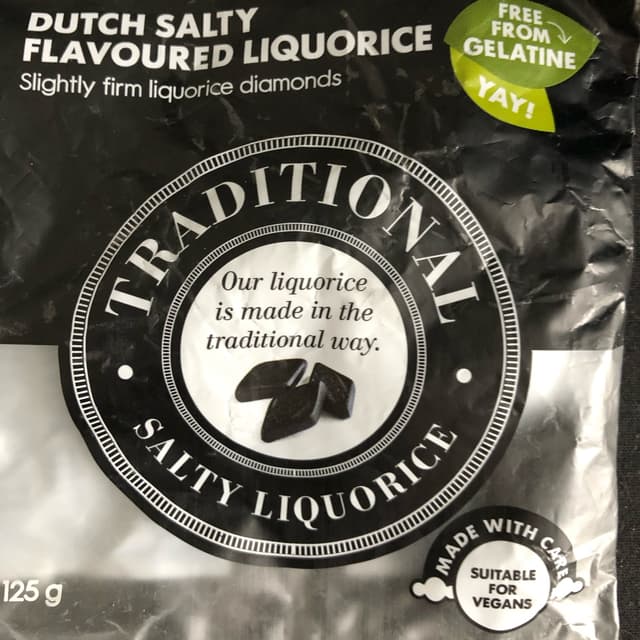 DUTCH SALTY
FLAVOURED LIQUORICE
Slightly firm liquorice diamonds
FREE
FROM
GELATINE
YAY!
TRADITIONAL
Our liquorice
is made in the
traditional way.
SALTY LIQUORICE
125 g
MADE WITH CARE
SUITABLE
FOR
VEGANS